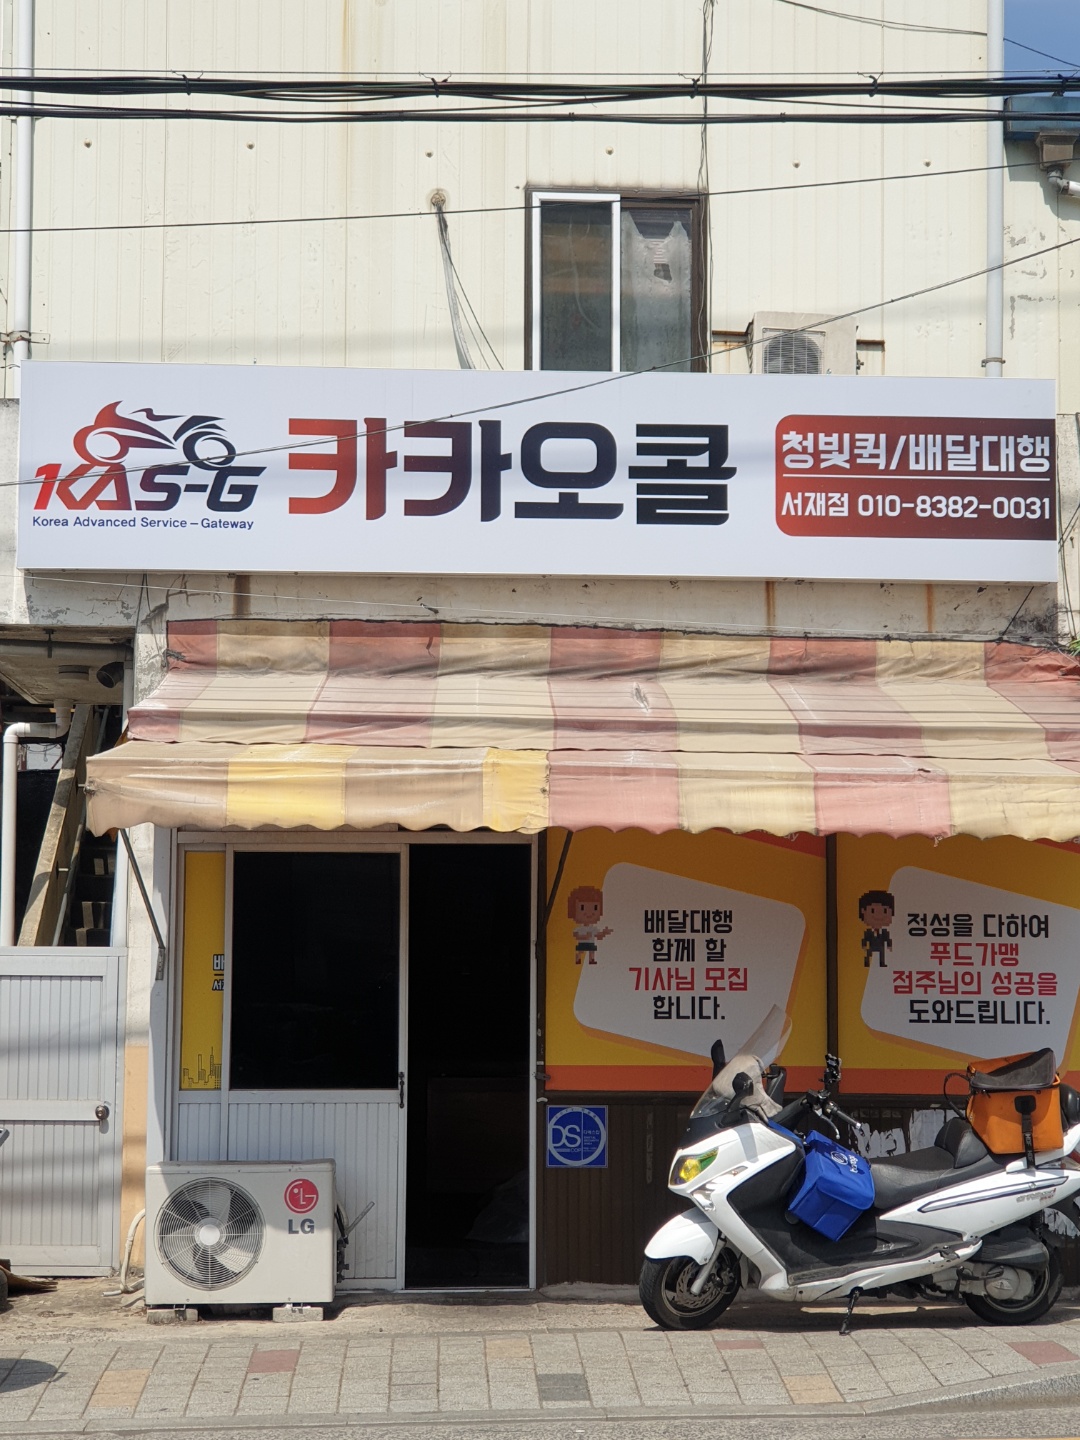 KAS-G
Korea Advanced Service - Gateway
카카오콜
청빛퀵/배달대행
서재점 010-8382-0031
배달대행
함께 할
기사님 모집
합니다.
정성을 다하여
푸드가맹
점주님의 성공을
도와드립니다.
DS
LG